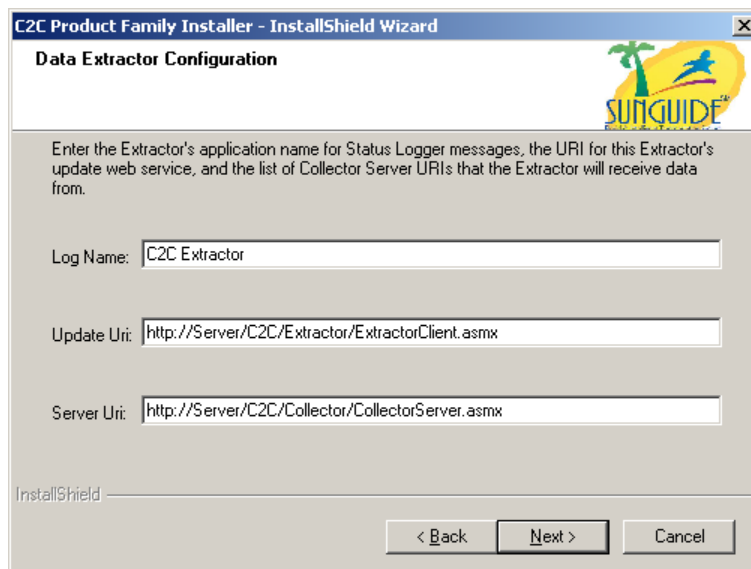 C2C Product Family Installer - InstallShield Wizard
Data Extractor Configuration
SUNGUIDE
Enter the Extractor's application name for Status Logger messages, the URI for this Extractor's
update web service, and the list of Collector Server URIs that the Extractor will receive data
from.
Log Name: C2C Extractor
Update Uri: http://Server/C2C/Extractor/ExtractorClient.asmx
Server Uri: http://Server/C2C/Collector/CollectorServer.asmx
InstallShield
< Back Next > Cancel